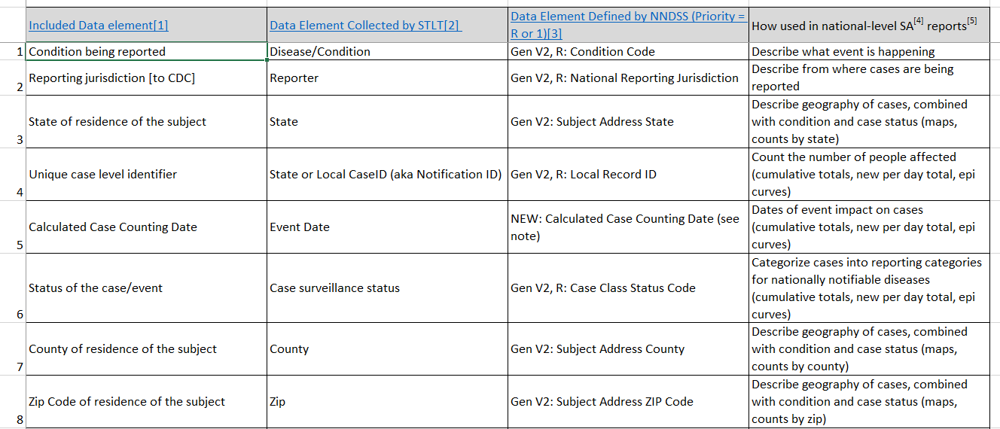 Included Data element[1]
Data Element Collected by STLT[2]
Data Element Defined by NNDSS (Priority =
R or 1)[3]
How used in national-level SA[4] reports[5]
1
Condition being reported
Disease/Condition
Gen V2, R: Condition Code
Describe what event is happening
2
Reporting jurisdiction [to CDC]
Reporter
Gen V2, R: National Reporting Jurisdiction
Describe from where cases are being
reported
3
State of residence of the subject
State
Gen V2: Subject Address State
Describe geography of cases, combined
with condition and case status (maps,
counts by state)
4
Unique case level identifier
State or Local CaseID (aka Notification ID)
Gen V2, R: Local Record ID
Count the number of people affected
(cumulative totals, new per day total, epi
curves)
5
Calculated Case Counting Date
Event Date
NEW: Calculated Case Counting Date (see
note)
Dates of event impact on cases
(cumulative totals, new per day total, epi
curves)
6
Status of the case/event
Case surveillance status
Gen V2, R: Case Class Status Code
Categorize cases into reporting categories
for nationally notifiable diseases
(cumulative totals, new per day total, epi
curves)
7
County of residence of the subject
County
Gen V2: Subject Address County
Describe geography of cases, combined
with condition and case status (maps,
counts by county)
8
Zip Code of residence of the subject
Zip
Gen V2: Subject Address ZIP Code
Describe geography of cases, combined
with condition and case status (maps,
counts by zip)